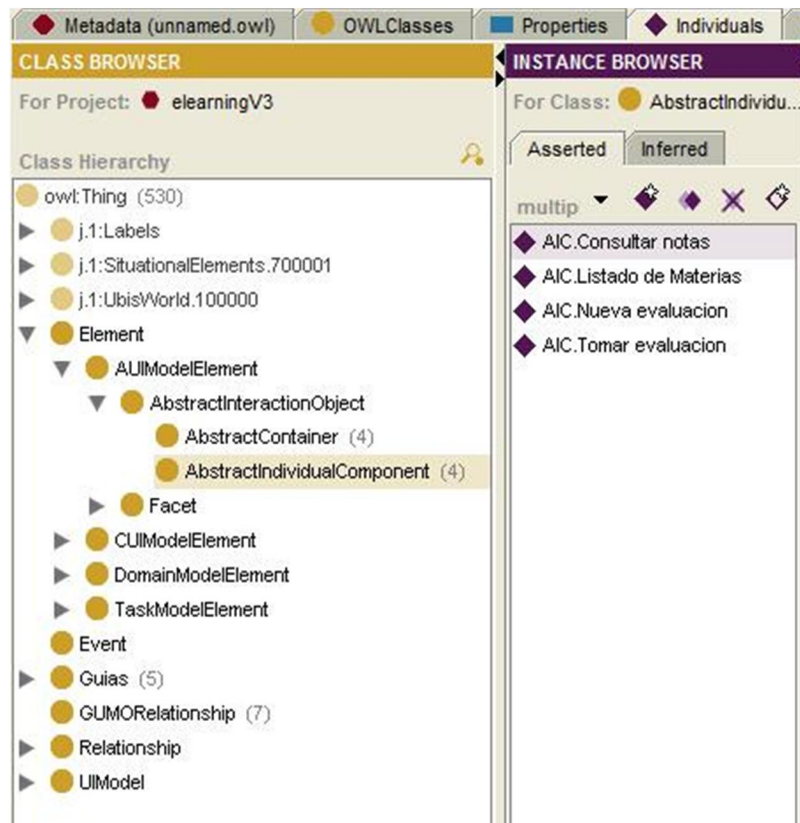 Metadata (unnamed.owl) OWLClasses Properties Individuals
CLASS BROWSER
For Project: elearningV3
Class Hierarchy
owl:Thing (530)
j.1:Labels
j.1:SituationalElements.700001
j.1:UbisWorld.100000
Element
AUIModelElement
AbstractInteractionObject
AbstractContainer (4)
AbstractIndividualComponent (4)
Facet
CUIModelElement
DomainModelElement
TaskModelElement
Event
Guias (5)
GUMORelationship (7)
Relationship
UIModel
INSTANCE BROWSER
For Class: AbstractIndividu...
Asserted Inferred
multip
AIC.Consultar notas
AIC.Listado de Materias
AIC.Nueva evaluacion
AIC.Tomar evaluacion